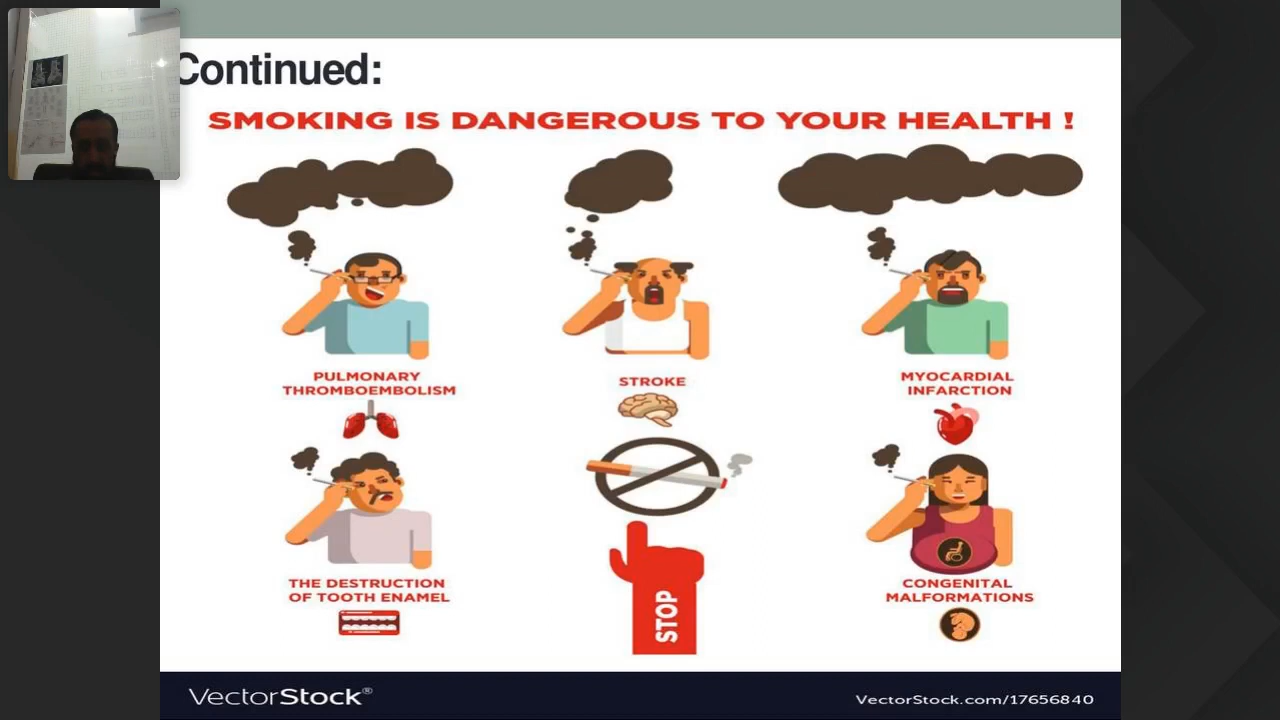 Continued:
SMOKING IS DANGEROUS TO YOUR HEALTH !
PULMONARY
THROMBOEMBOLISM
STROKE
MYOCARDIAL
INFARCTION
THE DESTRUCTION
OF TOOTH ENAMEL
STOP
CONGENITAL
MALFORMATIONS
VectorStock®
VectorStock.com/17656840